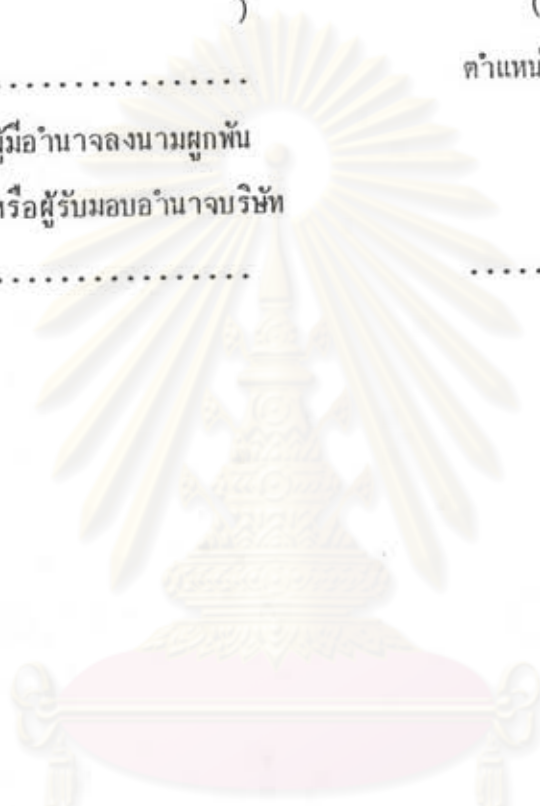 ) (
................ ตำแหน่
ผู้มีอำนาจลงนามผูกพัน
หรือผู้รับมอบอำนาจบริษัท
................ .....